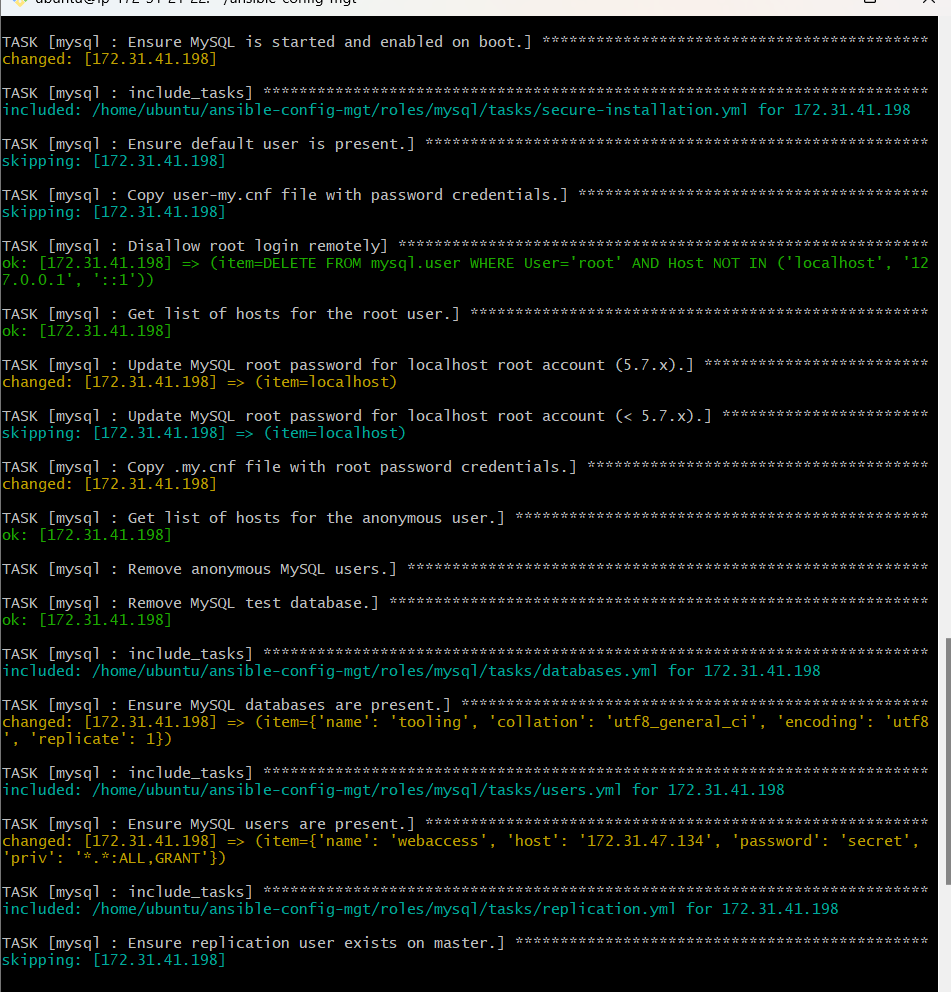 TASK [mysql : Ensure MySQL is started and enabled on boot.] *******************************************
changed: [172.31.41.198]
TASK [mysql : include_tasks] **************************************************************************
included: /home/ubuntu/ansible-config-mgt/roles/mysql/tasks/secure-installation.yml for 172.31.41.198
TASK [mysql : Ensure default user is present.] ********************************************************
skipping: [172.31.41.198]
TASK [mysql : Copy user-my.cnf file with password credentials.] ***************************************
skipping: [172.31.41.198]
TASK [mysql : Disallow root login remotely] ***********************************************************
ok: [172.31.41.198] => (item=DELETE FROM mysql.user WHERE User='root' AND Host NOT IN ('localhost', '12
7.0.0.1', '::1'))
TASK [mysql : Get list of hosts for the root user.] ***************************************************
ok: [172.31.41.198]
TASK [mysql : Update MySQL root password for localhost root account (5.7.x).] *************************
changed: [172.31.41.198] => (item=localhost)
TASK [mysql : Update MySQL root password for localhost root account (< 5.7.x).] ***********************
skipping: [172.31.41.198] => (item=localhost)
TASK [mysql : Copy .my.cnf file with root password credentials.] **************************************
changed: [172.31.41.198]
TASK [mysql : Get list of hosts for the anonymous user.] **********************************************
ok: [172.31.41.198]
TASK [mysql : Remove anonymous MySQL users.] **********************************************************
TASK [mysql : Remove MySQL test database.] ************************************************************
ok: [172.31.41.198]
TASK [mysql : include_tasks] **************************************************************************
included: /home/ubuntu/ansible-config-mgt/roles/mysql/tasks/databases.yml for 172.31.41.198
TASK [mysql : Ensure MySQL databases are present.] ****************************************************
changed: [172.31.41.198] => (item={'name': 'tooling', 'collation': 'utf8_general_ci', 'encoding': 'utf8
', 'replicate': 1})
TASK [mysql : include_tasks] **************************************************************************
included: /home/ubuntu/ansible-config-mgt/roles/mysql/tasks/users.yml for 172.31.41.198
TASK [mysql : Ensure MySQL users are present.] ********************************************************
changed: [172.31.41.198] => (item={'name': 'webaccess', 'host': '172.31.47.134', 'password': 'secret',
'priv': '*.*:ALL,GRANT'})
TASK [mysql : include_tasks] **************************************************************************
included: /home/ubuntu/ansible-config-mgt/roles/mysql/tasks/replication.yml for 172.31.41.198
TASK [mysql : Ensure replication user exists on master.] **********************************************
skipping: [172.31.41.198]